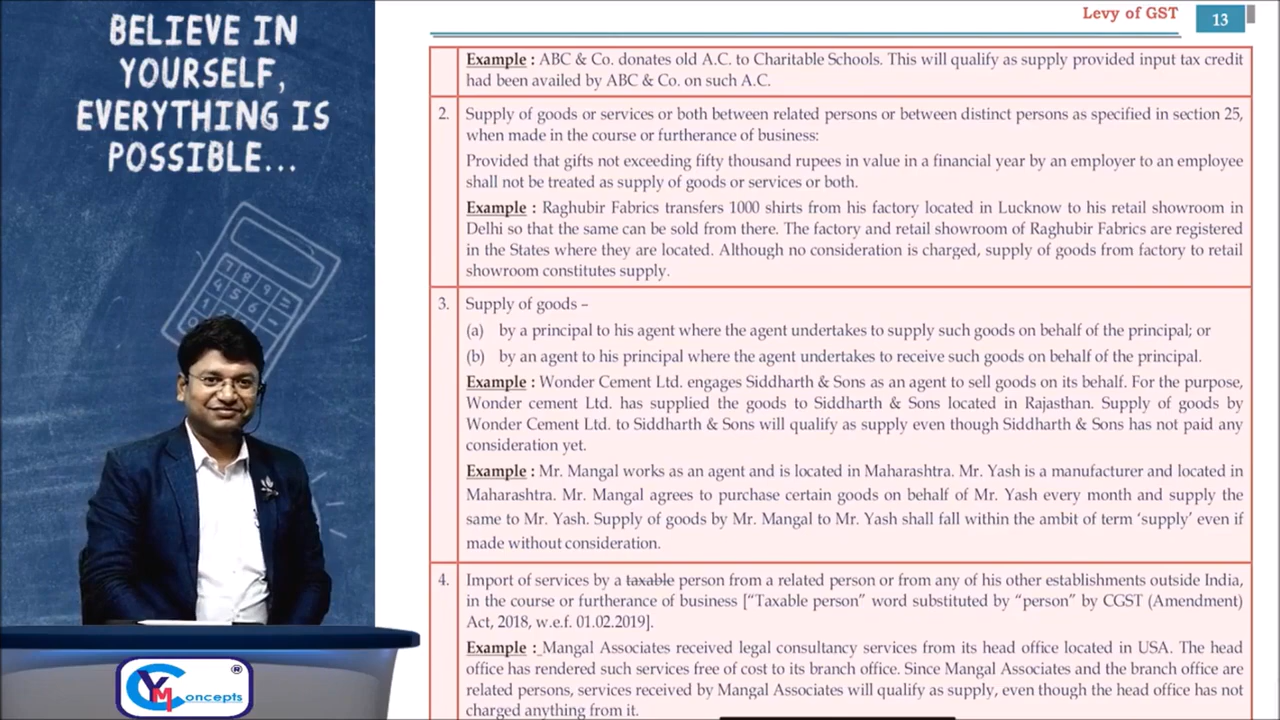 BELIEVE IN
YOURSELF,
EVERYTHING IS
POSSIBLE...
7 8 9 =
4 5 6 -
1
0
CYM Concepts ®
Levy of GST 13
Example : ABC & Co. donates old A.C. to Charitable Schools. This will qualify as supply provided input tax credit
had been availed by ABC & Co. on such A.C.
2. Supply of goods or services or both between related persons or between distinct persons as specified in section 25,
when made in the course or furtherance of business:
Provided that gifts not exceeding fifty thousand rupees in value in a financial year by an employer to an employee
shall not be treated as supply of goods or services or both.
Example : Raghubir Fabrics transfers 1000 shirts from his factory located in Lucknow to his retail showroom in
Delhi so that the same can be sold from there. The factory and retail showroom of Raghubir Fabrics are registered
in the States where they are located. Although no consideration is charged, supply of goods from factory to retail
showroom constitutes supply.
3. Supply of goods –
(a) by a principal to his agent where the agent undertakes to supply such goods on behalf of the principal; or
(b) by an agent to his principal where the agent undertakes to receive such goods on behalf of the principal.
Example : Wonder Cement Ltd. engages Siddharth & Sons as an agent to sell goods on its behalf. For the purpose,
Wonder cement Ltd. has supplied the goods to Siddharth & Sons located in Rajasthan. Supply of goods by
Wonder Cement Ltd. to Siddharth & Sons will qualify as supply even though Siddharth & Sons has not paid any
consideration yet.
Example : Mr. Mangal works as an agent and is located in Maharashtra. Mr. Yash is a manufacturer and located in
Maharashtra. Mr. Mangal agrees to purchase certain goods on behalf of Mr. Yash every month and supply the
same to Mr. Yash. Supply of goods by Mr. Mangal to Mr. Yash shall fall within the ambit of term ‘supply’ even if
made without consideration.
4. Import of services by a taxable person from a related person or from any of his other establishments outside India,
in the course or furtherance of business [“Taxable person” word substituted by “person” by CGST (Amendment)
Act, 2018, w.e.f. 01.02.2019].
Example : Mangal Associates received legal consultancy services from its head office located in USA. The head
office has rendered such services free of cost to its branch office. Since Mangal Associates and the branch office are
related persons, services received by Mangal Associates will qualify as supply, even though the head office has not
charged anything from it.